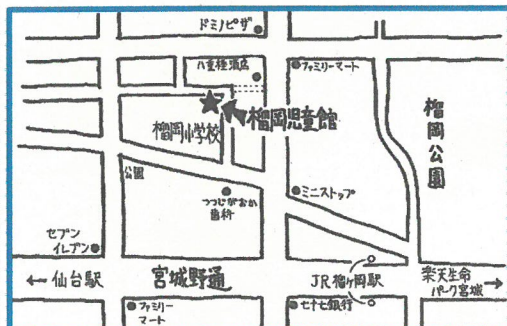 ドミノピザ
八重桜酒店
ファミリーマート
榴岡児童館
榴岡小学校
榴岡公園
公園
つつじがおか
歯科
ミニストップ
セブン
イレブン
←仙台駅
宮城野通
JR榴ヶ岡駅
楽天生命
パーク宮城→
ファミリー
マート
七十七銀行